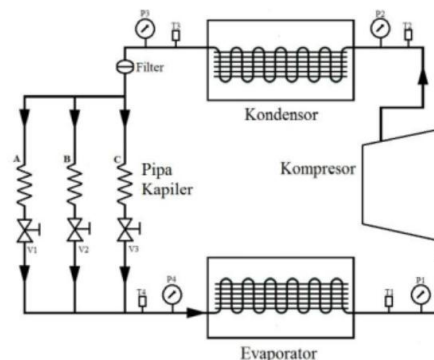 P3
T3
P2
T2
Filter
Kondensor
Kompresor
A
B
C
Pipa
Kapiler
V1
V2
V3
T4
P4
T1
P1
Evaporator